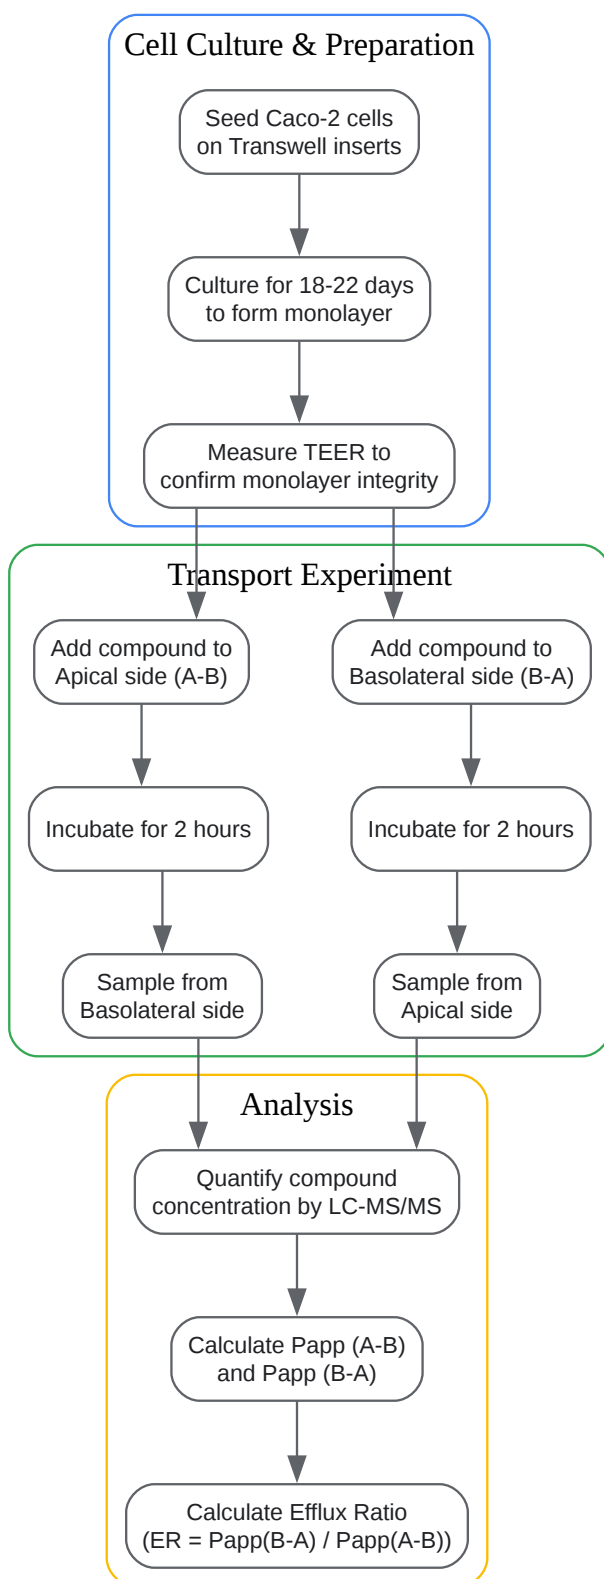 Cell Culture & Preparation
Seed Caco-2 cells
on Transwell inserts
Culture for 18-22 days
to form monolayer
Measure TEER to
confirm monolayer integrity
Transport Experiment
Add compound to
Apical side (A-B)
Add compound to
Basolateral side (B-A)
Incubate for 2 hours
Incubate for 2 hours
Sample from
Basolateral side
Sample from
Apical side
Analysis
Quantify compound
concentration by LC-MS/MS
Calculate Papp (A-B)
and Papp (B-A)
Calculate Efflux Ratio
(ER = Papp(B-A) / Papp(A-B))